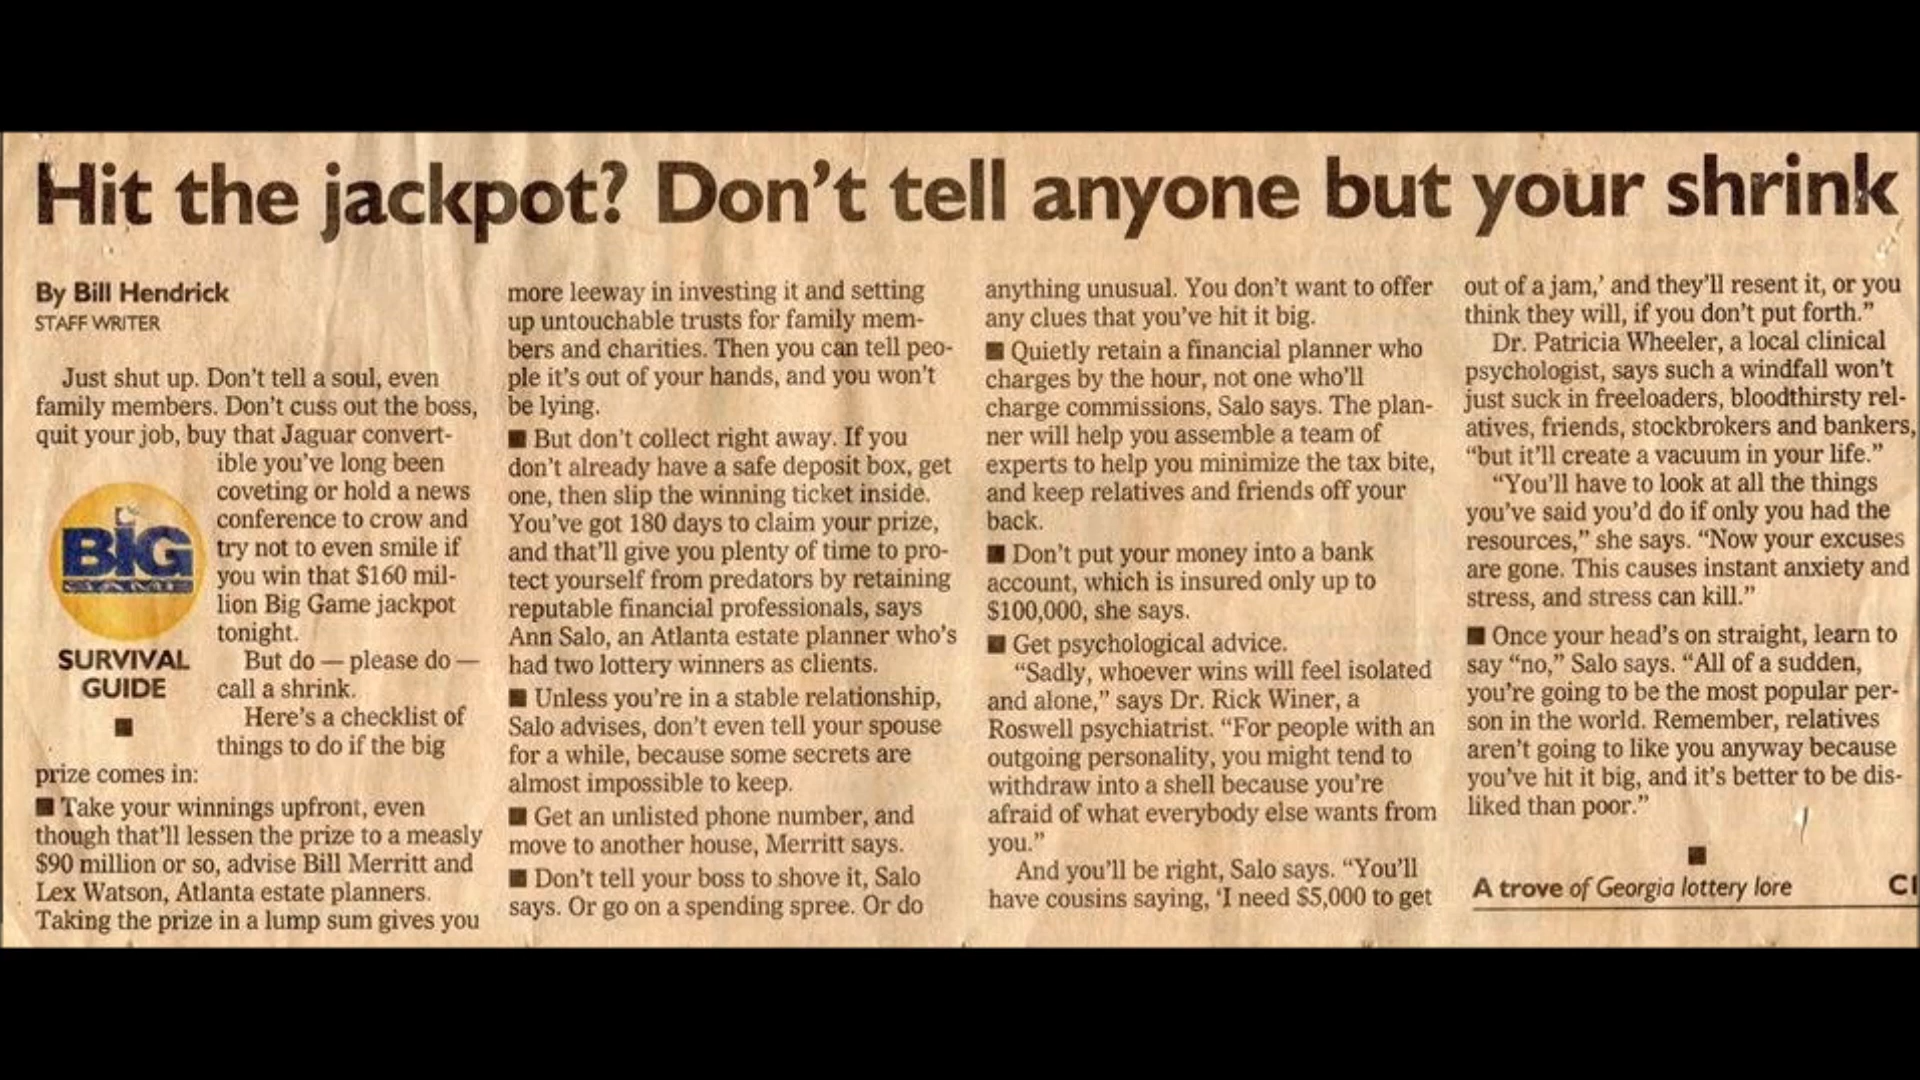 Hit the jackpot? Don't tell anyone but your shrink
By Bill Hendrick
STAFF WRITER
Just shut up. Don't tell a soul, even
family members. Don't cuss out the boss,
quit your job, buy that Jaguar convert-
ible you've long been
coveting or hold a news
conference to crow and
try not to even smile if
you win that $160 mil-
lion Big Game jackpot
tonight.
But do — please do —
call a shrink.
Here's a checklist of
things to do if the big
BIG
GAME
SURVIVAL
GUIDE
prize comes in:
■ Take your winnings upfront, even
though that'll lessen the prize to a measly
$90 million or so, advise Bill Merritt and
Lex Watson, Atlanta estate planners.
Taking the prize in a lump sum gives you
more leeway in investing it and setting
up untouchable trusts for family mem-
bers and charities. Then you can tell peo-
ple it's out of your hands, and you won't
be lying.
■ But don't collect right away. If you
don't already have a safe deposit box, get
one, then slip the winning ticket inside.
You've got 180 days to claim your prize,
and that'll give you plenty of time to pro-
tect yourself from predators by retaining
reputable financial professionals, says
Ann Salo, an Atlanta estate planner who's
had two lottery winners as clients.
■ Unless you're in a stable relationship,
Salo advises, don't even tell your spouse
for a while, because some secrets are
almost impossible to keep.
■ Get an unlisted phone number, and
move to another house, Merritt says.
■ Don't tell your boss to shove it, Salo
says. Or go on a spending spree. Or do
anything unusual. You don't want to offer
any clues that you've hit it big.
■ Quietly retain a financial planner who
charges by the hour, not one who'll
charge commissions, Salo says. The plan-
ner will help you assemble a team of
experts to help you minimize the tax bite,
and keep relatives and friends off your
back.
■ Don't put your money into a bank
account, which is insured only up to
$100,000, she says.
■ Get psychological advice.
"Sadly, whoever wins will feel isolated
and alone," says Dr. Rick Winer, a
Roswell psychiatrist. "For people with an
outgoing personality, you might tend to
withdraw into a shell because you're
afraid of what everybody else wants from
you."
And you'll be right, Salo says. "You'll
have cousins saying, 'I need $5,000 to get
out of a jam,' and they'll resent it, or you
think they will, if you don't put forth."
Dr. Patricia Wheeler, a local clinical
psychologist, says such a windfall won't
just suck in freeloaders, bloodthirsty rel-
atives, friends, stockbrokers and bankers,
"but it'll create a vacuum in your life."
"You'll have to look at all the things
you've said you'd do if only you had the
resources," she says. "Now your excuses
are gone. This causes instant anxiety and
stress, and stress can kill."
■ Once your head's on straight, learn to
say "no," Salo says. "All of a sudden,
you're going to be the most popular per-
son in the world. Remember, relatives
aren't going to like you anyway because
you've hit it big, and it's better to be dis-
liked than poor."
A trove of Georgia lottery lore